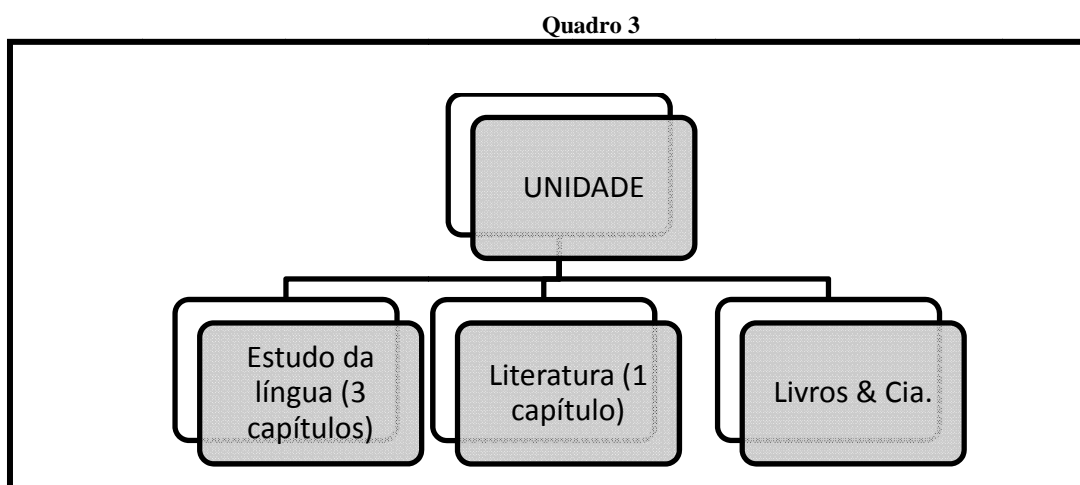 Quadro 3
UNIDADE
Estudo da
língua (3
capítulos)
Literatura (1
capítulo)
Livros & Cia.